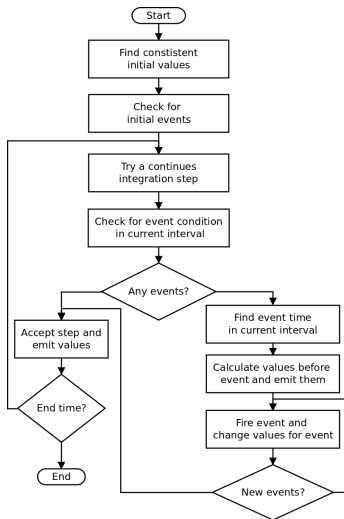 Start
Find constistent
initial values
Check for
initial events
Try a continues
integration step
Check for event condition
in current interval
Any events?
Find event time
in current interval
Accept step and
emit values
Calculate values before
event and emit them
End time?
Fire event and
change values for event
End
New events?